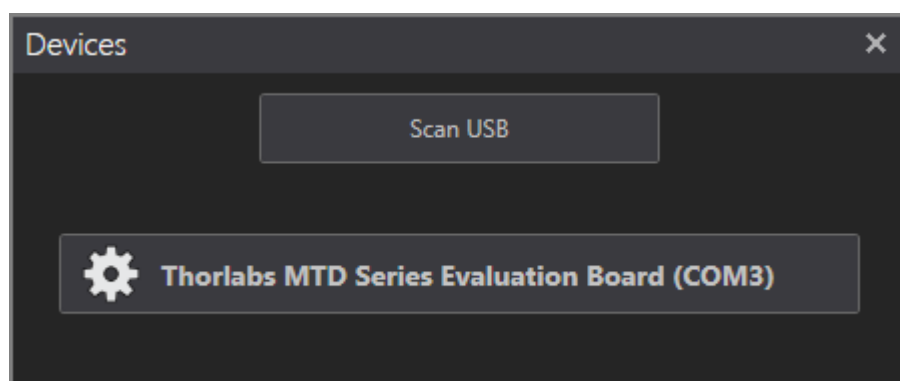 Devices
Scan USB
Thorlabs MTD Series Evaluation Board (COM3)